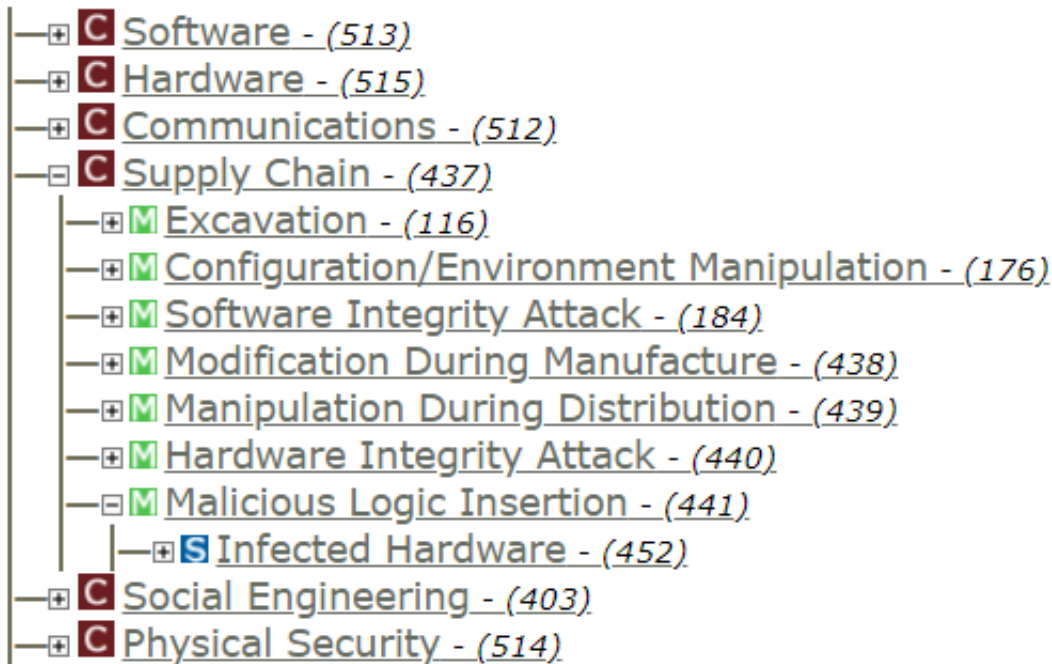 C Software - (513)
C Hardware - (515)
C Communications - (512)
C Supply Chain - (437)
M Excavation - (116)
M Configuration/Environment Manipulation - (176)
M Software Integrity Attack - (184)
M Modification During Manufacture - (438)
M Manipulation During Distribution - (439)
M Hardware Integrity Attack - (440)
M Malicious Logic Insertion - (441)
S Infected Hardware - (452)
C Social Engineering - (403)
C Physical Security - (514)